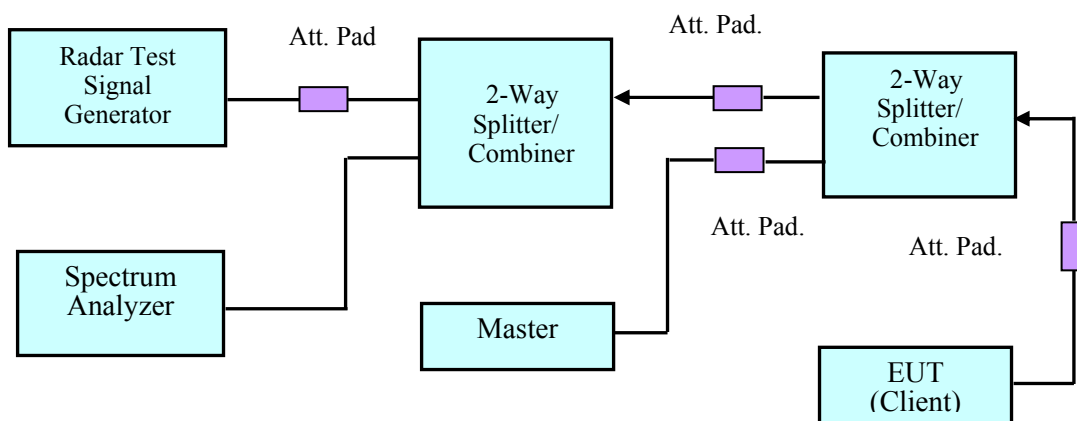 Radar Test
Signal
Generator
Att. Pad
2-Way
Splitter/
Combiner
Att. Pad.
2-Way
Splitter/
Combiner
Att. Pad.
Att. Pad.
Spectrum
Analyzer
Master
EUT
(Client)